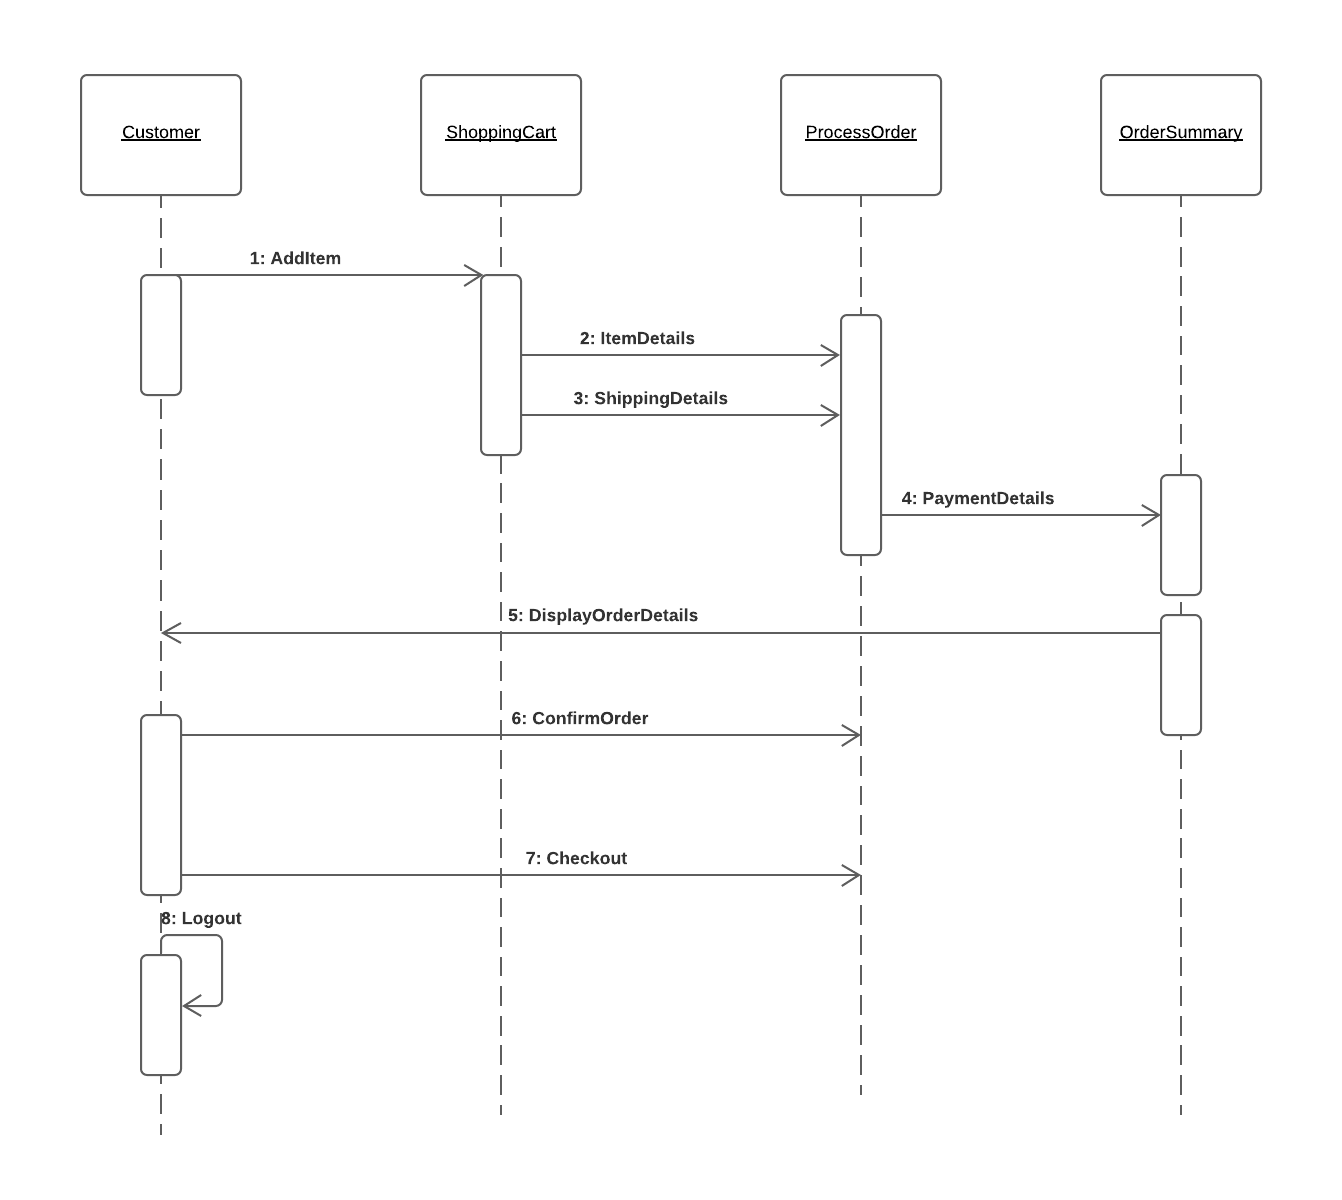 Customer
ShoppingCart
ProcessOrder
OrderSummary
1: AddItem
2: ItemDetails
3: ShippingDetails
4: PaymentDetails
5: DisplayOrderDetails
6: ConfirmOrder
7: Checkout
8: Logout